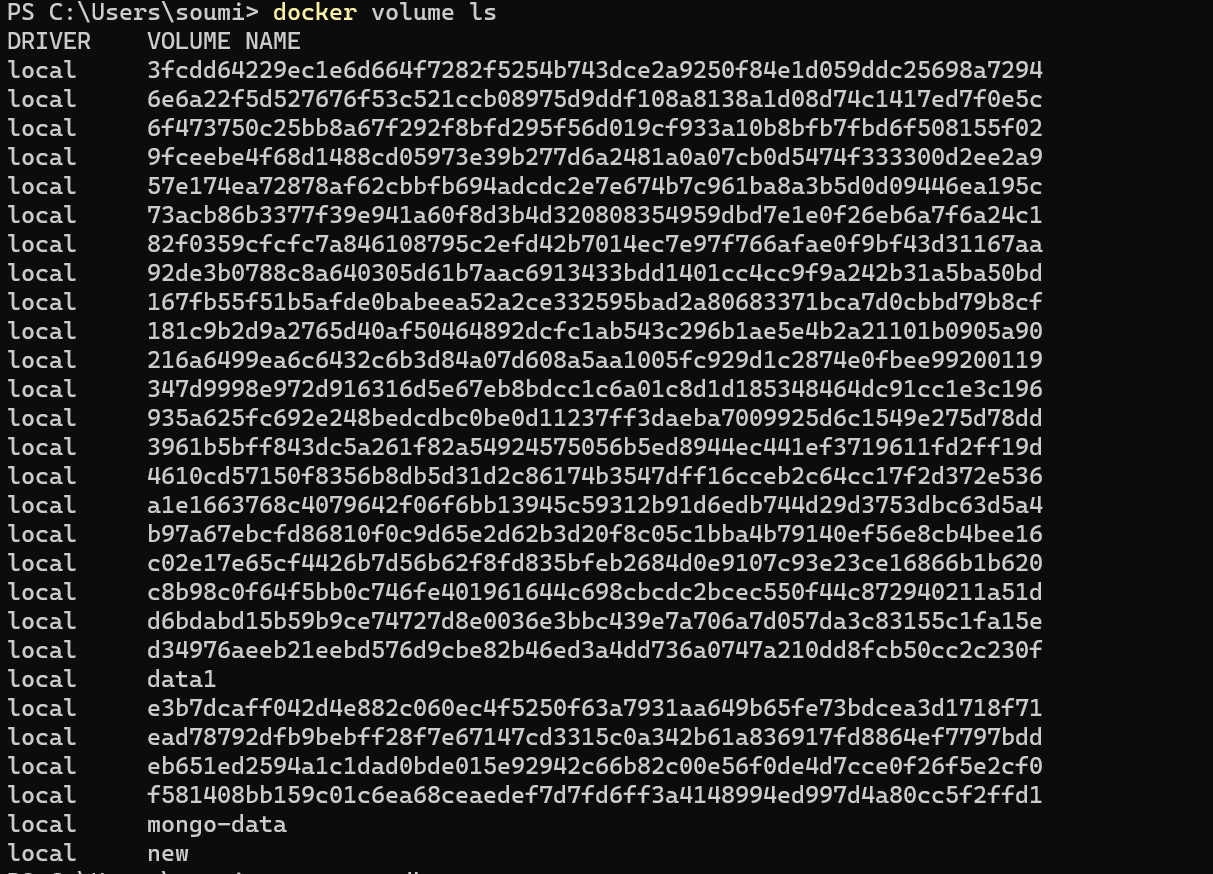 PS C:\Users\soumi> docker volume ls
DRIVER    VOLUME NAME
local     3fcdd64229ec1e6d664f7282f5254b743dce2a9250f84e1d059ddc25698a7294
local     6e6a22f5d527676f53c521ccb08975d9ddf108a8138a1d08d74c1417ed7f0e5c
local     6f473750c25bb8a67f292f8bfd295f56d019cf933a10b8bfb7fbd6f508155f02
local     9fceebe4f68d1488cd05973e39b277d6a2481a0a07cb0d5474f333300d2ee2a9
local     57e174ea72878af62cbbfb694adcdc2e7e674b7c961ba8a3b5d0d09446ea195c
local     73acb86b3377f39e941a60f8d3b4d320808354959dbd7e1e0f26eb6a7f6a24c1
local     82f0359cfcfc7a846108795c2efd42b7014ec7e97f766afae0f9bf43d31167aa
local     92de3b0788c8a640305d61b7aac6913433bdd1401cc4cc9f9a242b31a5ba50bd
local     167fb55f51b5afde0babeea52a2ce332595bad2a80683371bca7d0cbbd79b8cf
local     181c9b2d9a2765d40af50464892dcfc1ab543c296b1ae5e4b2a21101b0905a90
local     216a6499ea6c6432c6b3d84a07d608a5aa1005fc929d1c2874e0fbee99200119
local     347d9998e972d916316d5e67eb8bdcc1c6a01c8d1d185348464dc91cc1e3c196
local     935a625fc692e248bedcdbc0be0d11237ff3daeba7009925d6c1549e275d78dd
local     3961b5bff843dc5a261f82a54924575056b5ed8944ec441ef3719611fd2ff19d
local     4610cd57150f8356b8db5d31d2c86174b3547dff16cceb2c64cc17f2d372e536
local     a1e1663768c4079642f06f6bb13945c59312b91d6edb744d29d3753dbc63d5a4
local     b97a67ebcfd86810f0c9d65e2d62b3d20f8c05c1bba4b79140ef56e8cb4bee16
local     c02e17e65cf4426b7d56b62f8fd835bfeb2684d0e9107c93e23ce16866b1b620
local     c8b98c0f64f5bb0c746fe401961644c698cbcdc2bcec550f44c872940211a51d
local     d6bdabd15b59b9ce74727d8e0036e3bbc439e7a706a7d057da3c83155c1fa15e
local     d34976aeeb21eebd576d9cbe82b46ed3a4dd736a0747a210dd8fcb50cc2c230f
local     data1
local     e3b7dcaff042d4e882c060ec4f5250f63a7931aa649b65fe73bdcea3d1718f71
local     ead78792dfb9bebff28f7e67147cd3315c0a342b61a836917fd8864ef7797bdd
local     eb651ed2594a1c1dad0bde015e92942c66b82c00e56f0de4d7cce0f26f5e2cf0
local     f581408bb159c01c6ea68ceaedef7d7fd6ff3a4148994ed997d4a80cc5f2ffd1
local     mongo-data
local     new